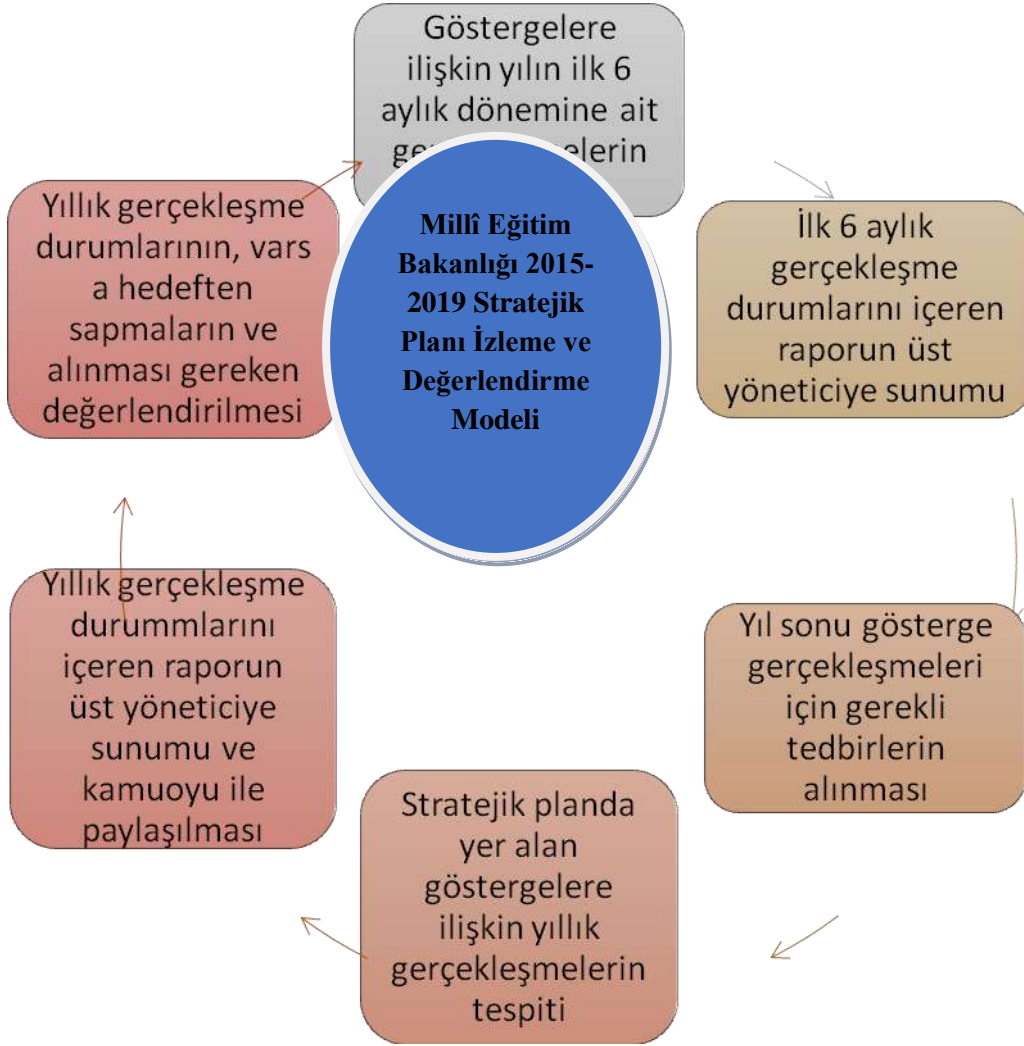 Göstergelere
ilişkin yılın ilk 6
aylık dönemine ait
elerin
Millî Eğitim
Bakanlığı 2015-
2019 Stratejik
Planı İzleme ve
Değerlendirme
Modeli
İlk 6 aylık
gerçekleşme
durumlarını içeren
raporun üst
yöneticiye sunumu
Yıl sonu gösterge
gerçekleşmeleri
için gerekli
tedbirlerin
alınması
Stratejik planda
yer alan
göstergelere
ilişkin yıllık
gerçekleşmelerin
tespiti
Yıllık gerçekleşme
durummlarını
içeren raporun
üst yöneticiye
sunumu ve
kamuoyu ile
paylaşılması
Yıllık gerçekleşme
durumlarının, vars
a hedeften
sapmaların ve
alınması gereken
değerlendirilmesi